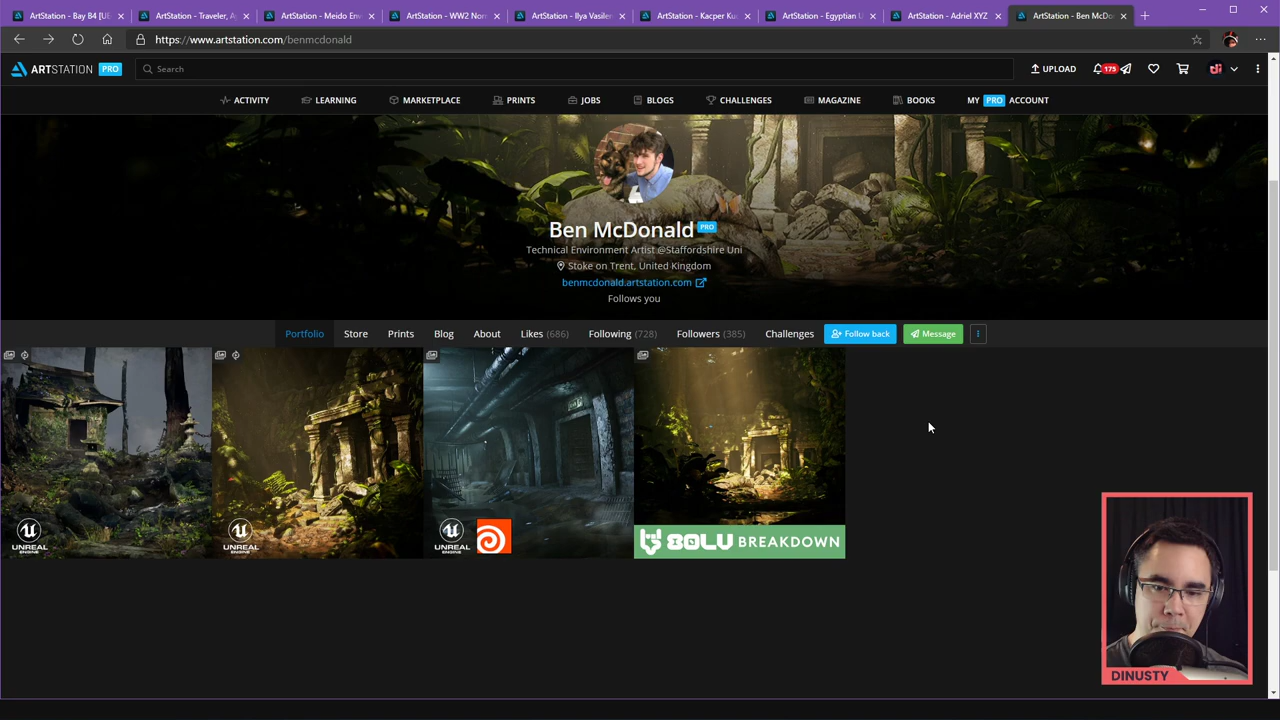 ArtStation - Bay B4 [UE
ArtStation - Traveler, A
ArtStation - Meido Env
ArtStation - WW2 Nor
ArtStation - Ilya Vasile
ArtStation - Kacper Ku
ArtStation - Egyptian U
ArtStation - Adriel XYZ
ArtStation - Ben McDo
https://www.artstation.com/benmcdonald
ARTSTATION PRO
Search
UPLOAD
175
ACTIVITY
LEARNING
MARKETPLACE
PRINTS
JOBS
BLOGS
CHALLENGES
MAGAZINE
BOOKS
MY PRO ACCOUNT
Ben McDonald PRO
Technical Environment Artist @Staffordshire Uni
Stoke on Trent, United Kingdom
benmcdonald.artstation.com
Follows you
Portfolio
Store
Prints
Blog
About
Likes (686)
Following (728)
Followers (385)
Challenges
Follow back
Message
UNREAL
ENGINE
UNREAL
ENGINE
UNREAL
ENGINE
80LV BREAKDOWN
DINUSTY